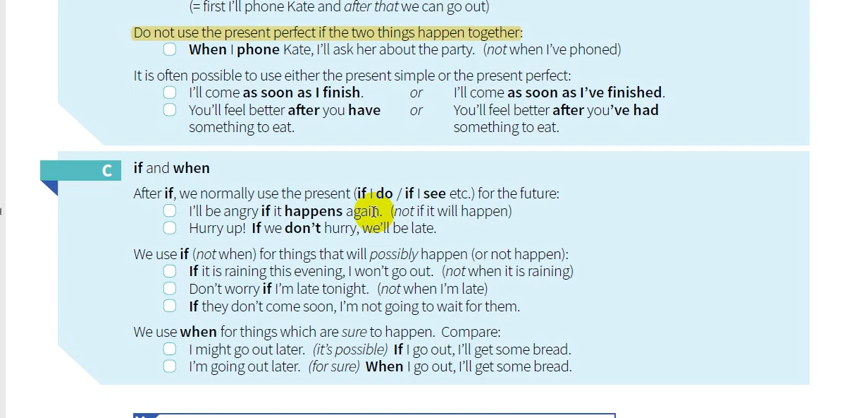 (= first I'll phone Kate and after that we can go out)
Do not use the present perfect if the two things happen together:
When I phone Kate, I'll ask her about the party. (not when I've phoned)
It is often possible to use either the present simple or the present perfect:
I'll come as soon as I finish. or I'll come as soon as I've finished.
You'll feel better after you have or You'll feel better after you've had
something to eat. something to eat.
C if and when
After if, we normally use the present (if I do / if I see etc.) for the future:
I'll be angry if it happens again. (not if it will happen)
Hurry up! If we don't hurry, we'll be late.
We use if (not when) for things that will possibly happen (or not happen):
If it is raining this evening, I won't go out. (not when it is raining)
Don't worry if I'm late tonight. (not when I'm late)
If they don't come soon, I'm not going to wait for them.
We use when for things which are sure to happen. Compare:
I might go out later. (it's possible) If I go out, I'll get some bread.
I'm going out later. (for sure) When I go out, I'll get some bread.